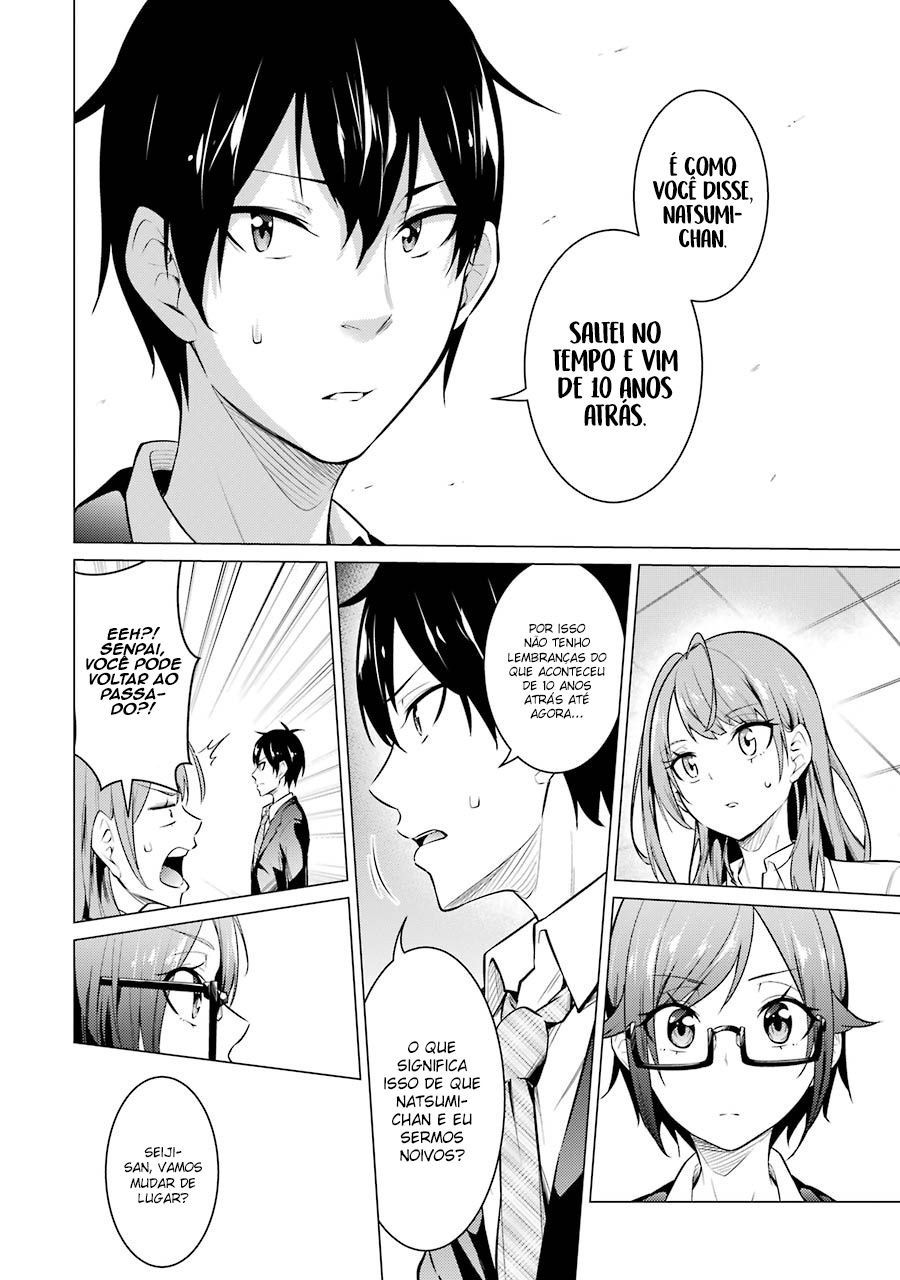 É COMO
VOCÊ DISSE,
NATSUMI-
CHAN.
SALTEI NO
TEMPO E VIM
DE 10 ANOS
ATRÁS.
POR ISSO
NÃO TENHO
LEMBRANÇAS DO
QUE ACONTECEU
DE 10 ANOS
ATRÁS ATÉ
AGORA...
O QUE
SIGNIFICA
ISSO DE QUE
NATSUMI-
CHAN E EU
SERMOS
NOIVOS?
EEH?!
SENPAI,
VOCÊ PODE
VOLTAR AO
PASSA-
DO?!
SEIJI-
SAN, VAMOS
MUDAR DE
LUGAR?